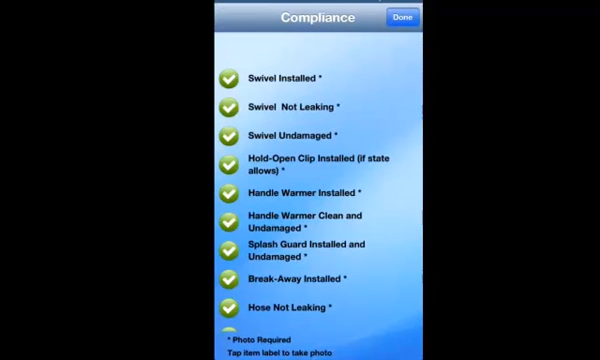 Compliance
Done
Swivel Installed *
Swivel  Not Leaking *
Swivel Undamaged *
Hold-Open Clip Installed (if state
allows) *
Handle Warmer Installed *
Handle Warmer Clean and
Undamaged *
Splash Guard Installed and
Undamaged *
Break-Away Installed *
Hose Not Leaking *
* Photo Required
Tap item label to take photo